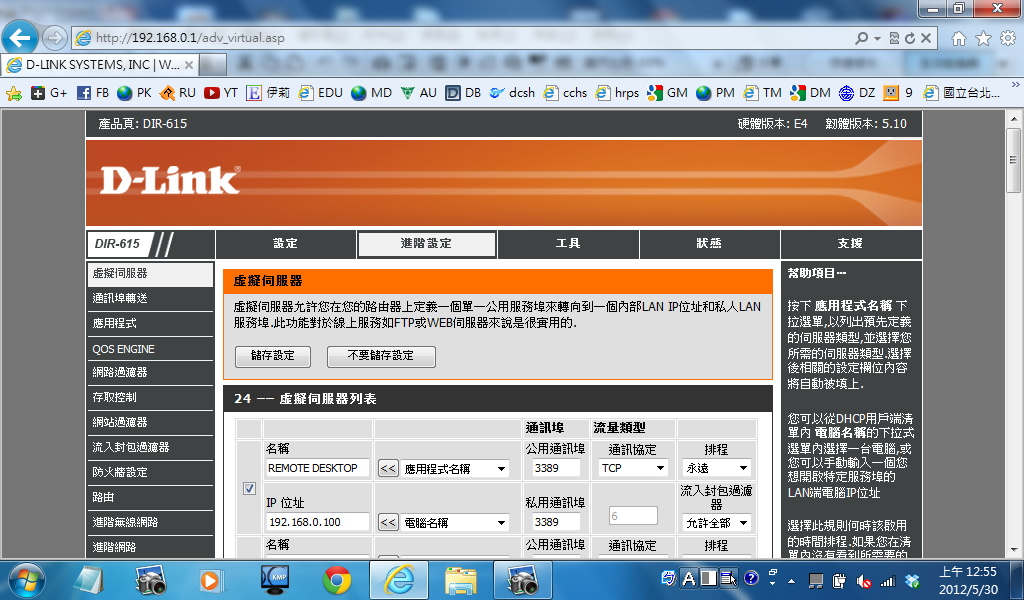 http://192.168.0.1/adv_virtual.asp
D-LINK SYSTEMS, INC | W...
G+ FB PK RU YT 伊莉 EDU MD AU DB dcsh cchs hrps GM PM TM DM DZ 9 國立台北...
產品頁: DIR-615
硬體版本: E4 韌體版本: 5.10
D-Link
DIR-615
設定
進階設定
工具
狀態
支援
虛擬伺服器
通訊埠轉送
應用程式
QOS ENGINE
網路過濾器
存取控制
網站過濾器
流入封包過濾器
防火牆設定
路由
進階無線網路
進階網路
虛擬伺服器
虛擬伺服器允許您在您的路由器上定義一個單一公用服務埠來轉向到一個內部LAN IP位址和私人LAN
服務埠.此功能對於線上服務如FTP或WEB伺服器來說是很實用的.
儲存設定 不要儲存設定
24 -- 虛擬伺服器列表
通訊埠 流量類型
名稱 公用通訊埠 通訊協定 排程
REMOTE DESKTOP << 應用程式名稱 3389 TCP 永遠
IP 位址 私用通訊埠 流入封包過濾
器
192.168.0.100 << 電腦名稱 3389 6 允許全部
名稱 公用通訊埠 通訊協定 排程
幫助項目…
按下 應用程式名稱 下
拉選單,以列出預先定義
的伺服器類型,並選擇您
所需的伺服器類型.選擇
後相關的設定欄位內容
將自動被填上.
您可以從DHCP用戶端清
單內 電腦名稱的下拉式
選單內選擇一台電腦,或
您可以手動輸入一個您
想開啟特定服務埠的
LAN端電腦IP位址
選擇此規則何時該啟用
的時間排程.如果您在清
單內沒有看到所需要的
KMP
A
上午 12:55
2012/5/30